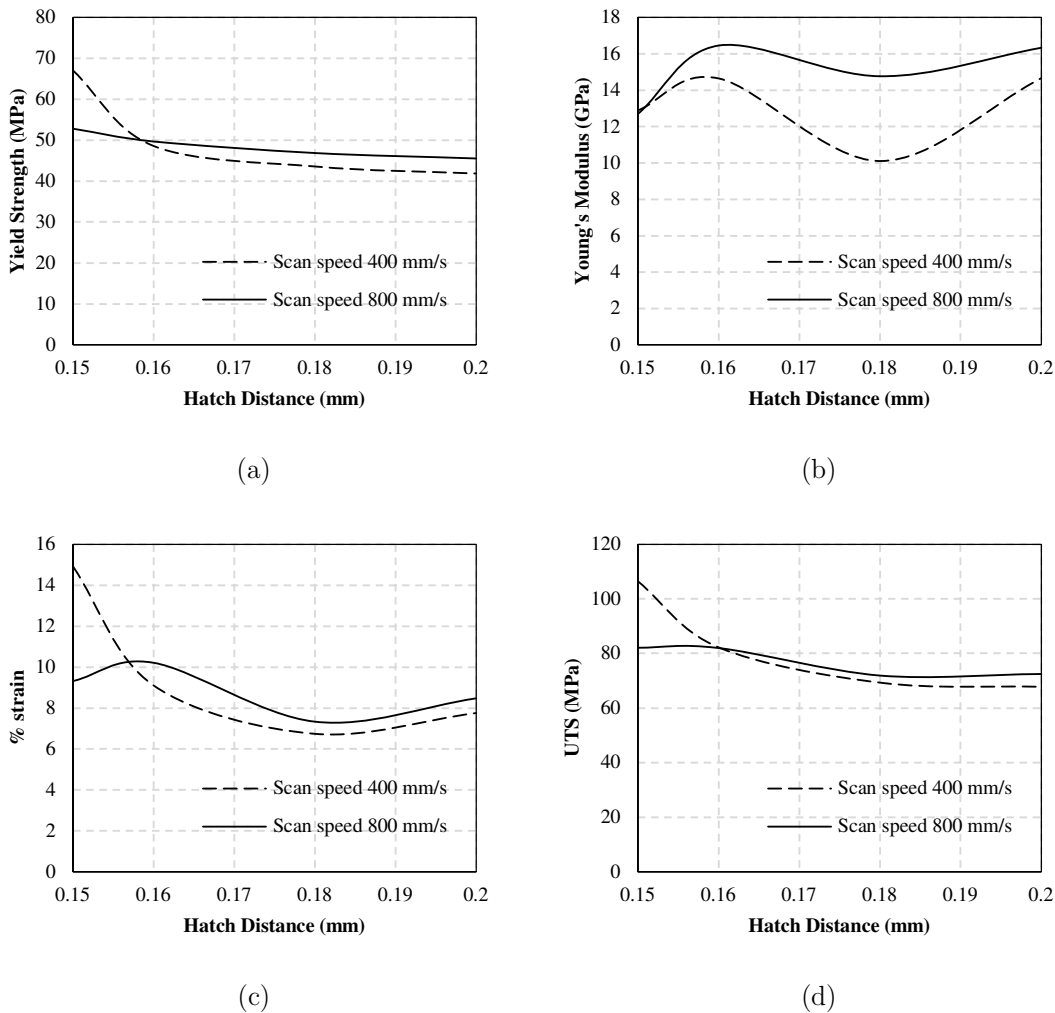 80
70
60
50
40
30
20
10
0
Yield Strength (MPa)
Scan speed 400 mm/s
Scan speed 800 mm/s
0.15 0.16 0.17 0.18 0.19 0.2
Hatch Distance (mm)
(a)
18
16
14
12
10
8
6
4
2
0
Young's Modulus (GPa)
Scan speed 400 mm/s
Scan speed 800 mm/s
0.15 0.16 0.17 0.18 0.19 0.2
Hatch Distance (mm)
(b)
16
14
12
10
8
6
4
2
0
% strain
Scan speed 400 mm/s
Scan speed 800 mm/s
0.15 0.16 0.17 0.18 0.19 0.2
Hatch Distance (mm)
(c)
120
100
80
60
40
20
0
UTS (MPa)
Scan speed 400 mm/s
Scan speed 800 mm/s
0.15 0.16 0.17 0.18 0.19 0.2
Hatch Distance (mm)
(d)